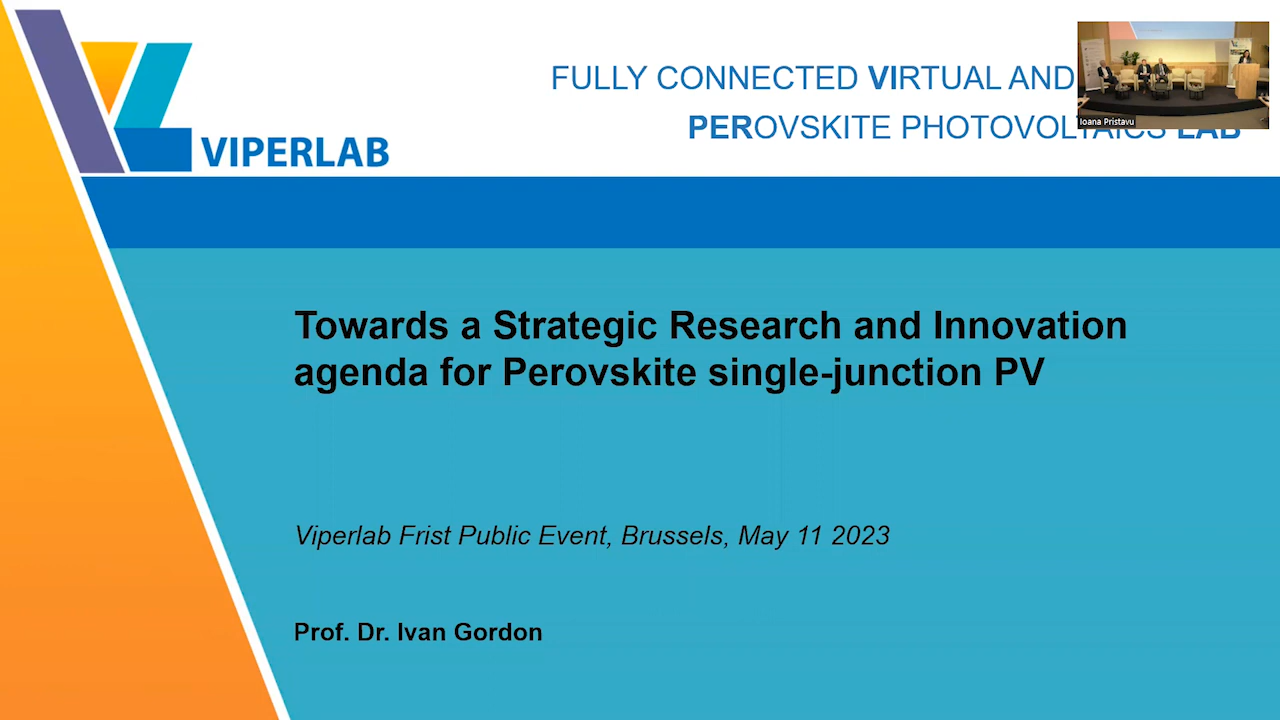 FULLY CONNECTED VIRTUAL AND
PEROVSKITE PHOTOVOLTAICS LAB
Ioana Pristavu
VIPERLAB
Towards a Strategic Research and Innovation
agenda for Perovskite single-junction PV
Viperlab Frist Public Event, Brussels, May 11 2023
Prof. Dr. Ivan Gordon